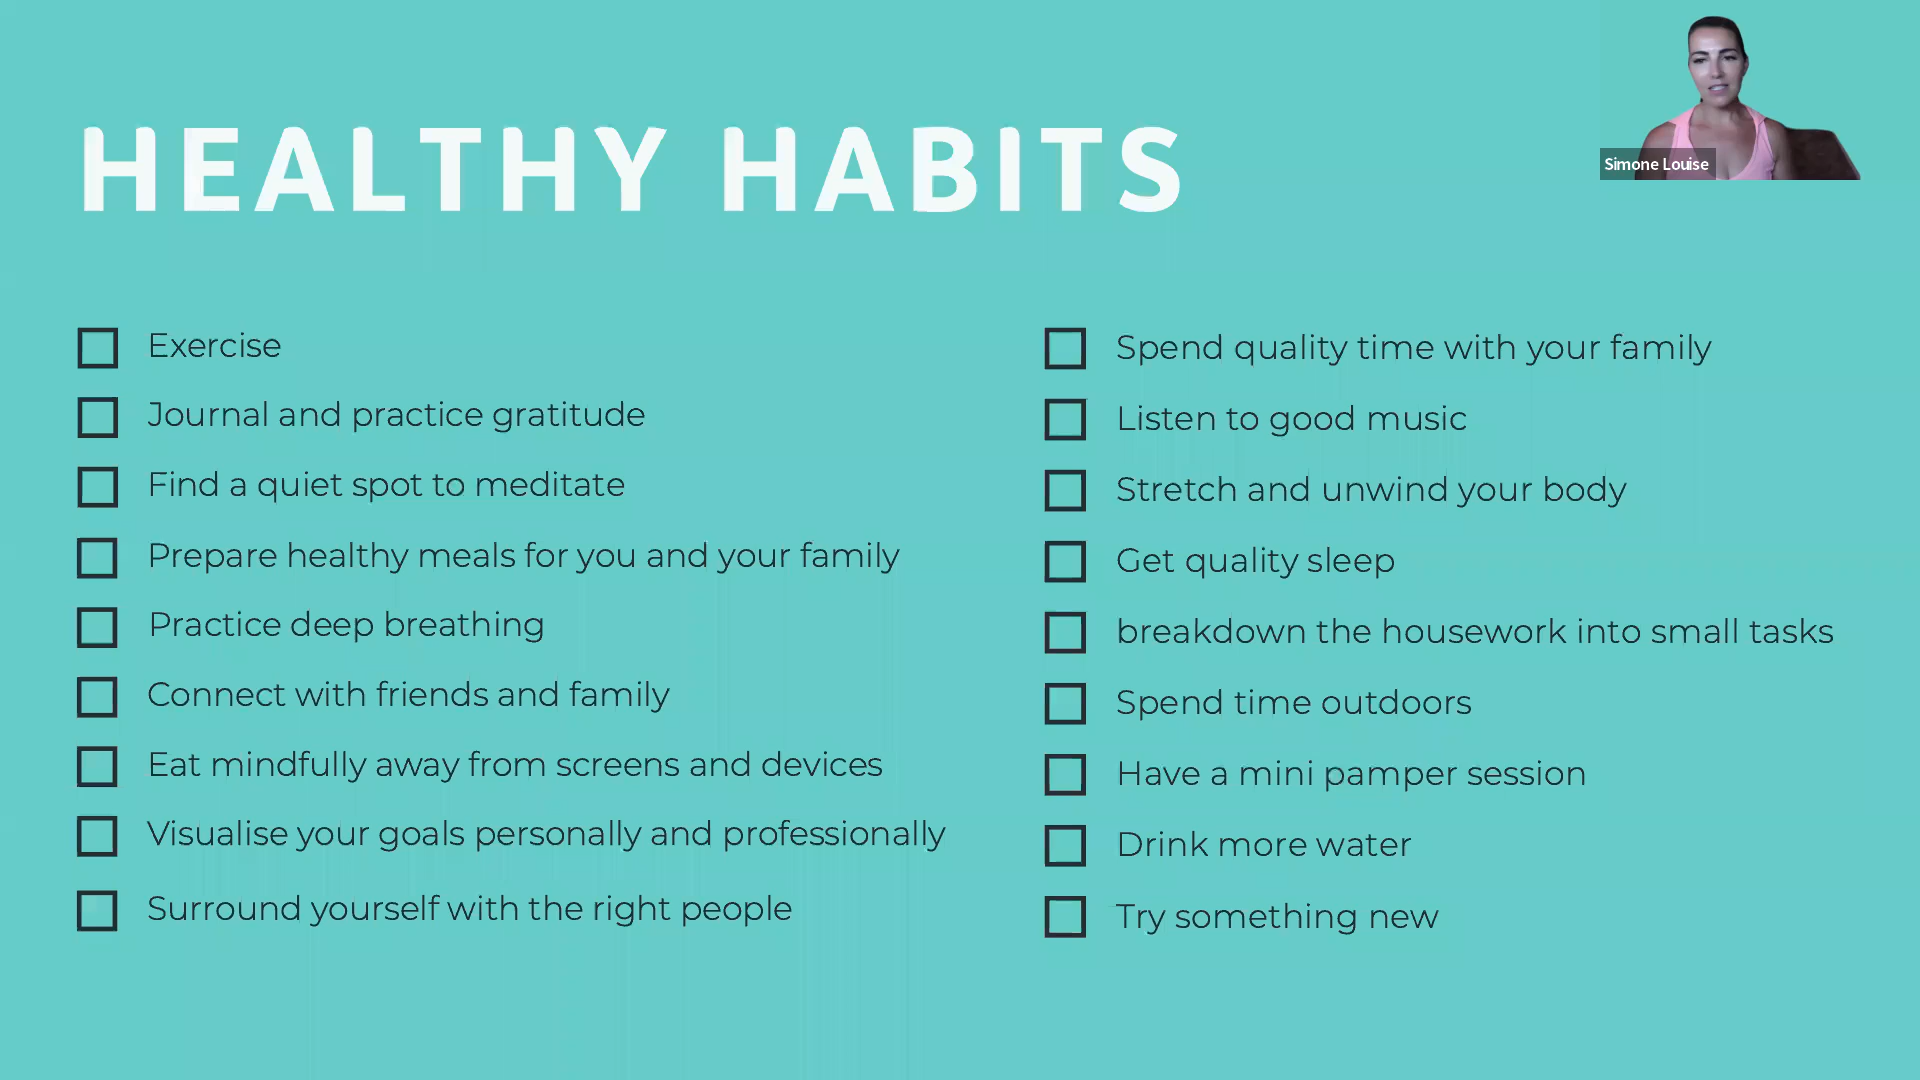 HEALTHY HABITS
Simone Louise
Exercise
Journal and practice gratitude
Find a quiet spot to meditate
Prepare healthy meals for you and your family
Practice deep breathing
Connect with friends and family
Eat mindfully away from screens and devices
Visualise your goals personally and professionally
Surround yourself with the right people
Spend quality time with your family
Listen to good music
Stretch and unwind your body
Get quality sleep
breakdown the housework into small tasks
Spend time outdoors
Have a mini pamper session
Drink more water
Try something new